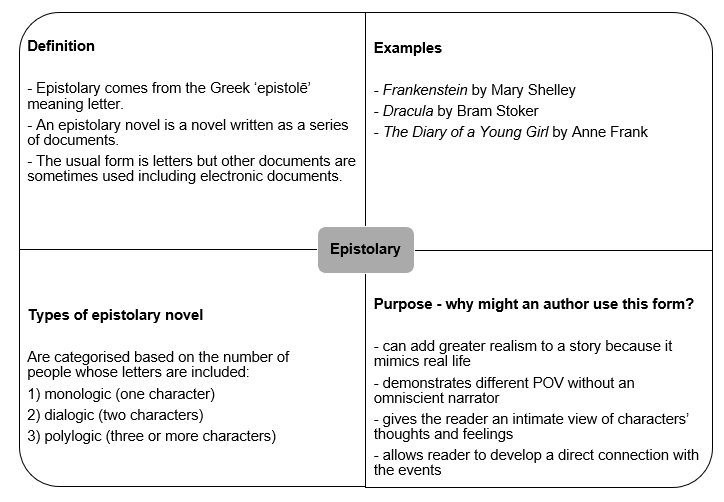 Definition
- Epistolary comes from the Greek ‘epistolē’
meaning letter.
- An epistolary novel is a novel written as a series
of documents.
- The usual form is letters but other documents are
sometimes used including electronic documents.
Examples
- Frankenstein by Mary Shelley
- Dracula by Bram Stoker
- The Diary of a Young Girl by Anne Frank
Epistolary
Types of epistolary novel
Are categorised based on the number of
people whose letters are included:
1) monologic (one character)
2) dialogic (two characters)
3) polylogic (three or more characters)
Purpose - why might an author use this form?
- can add greater realism to a story because it
mimics real life
- demonstrates different POV without an
omniscient narrator
- gives the reader an intimate view of characters’
thoughts and feelings
- allows reader to develop a direct connection with
the events